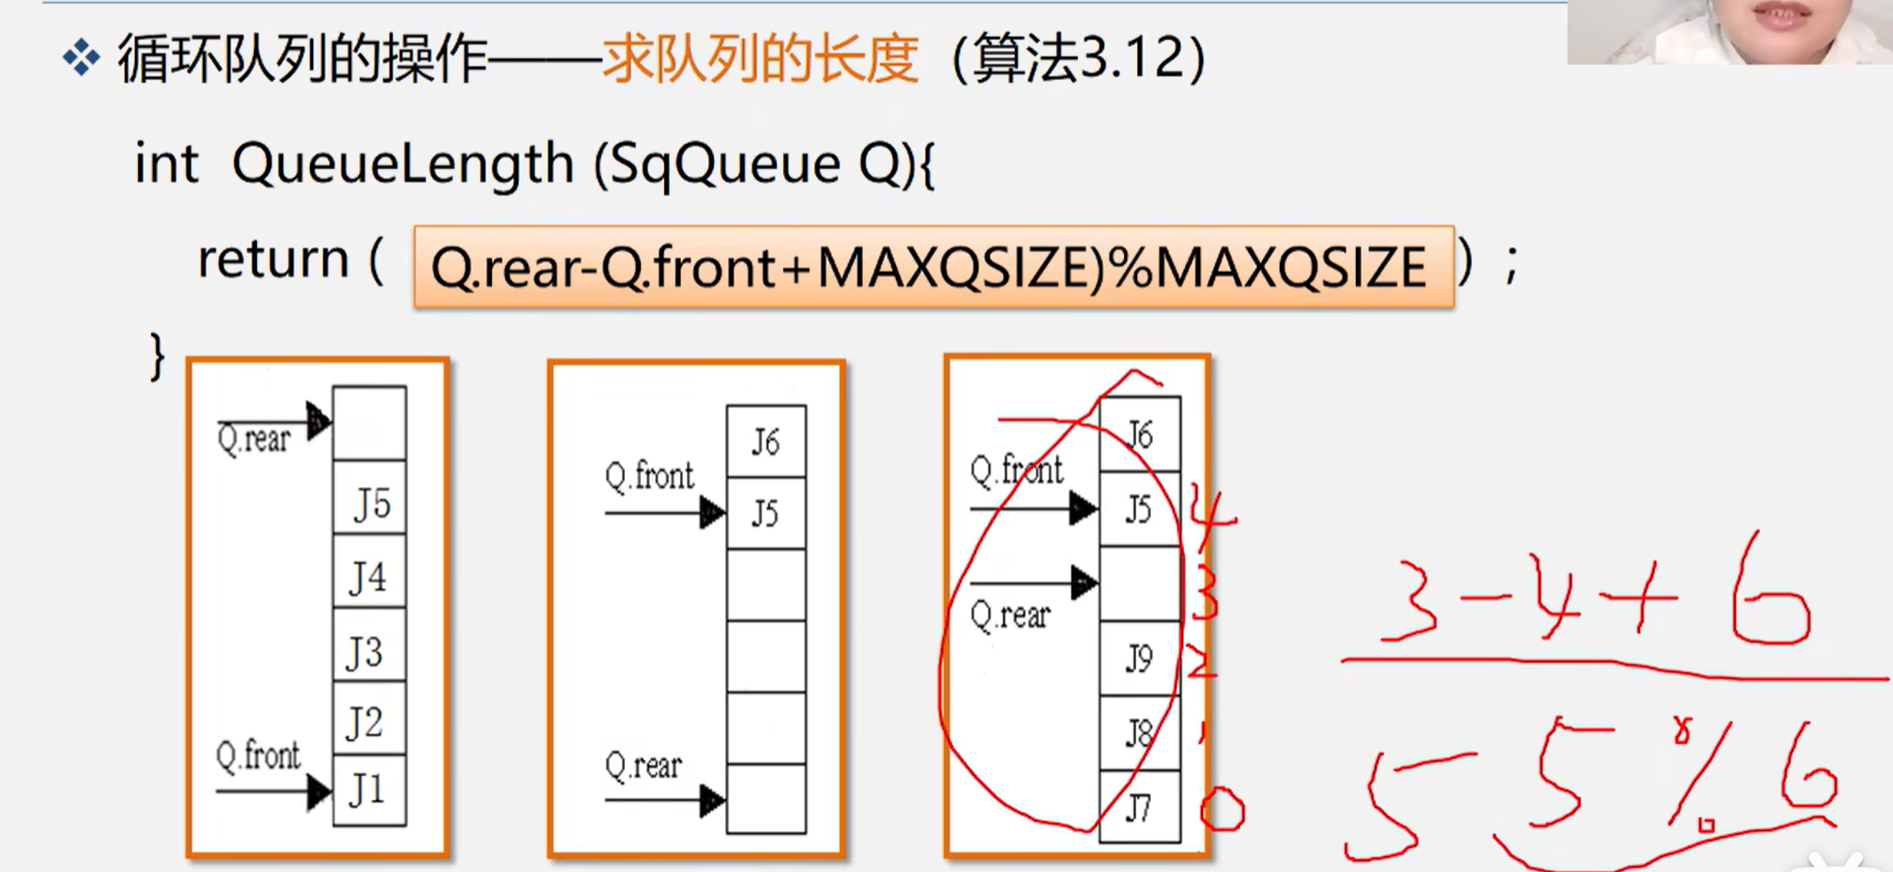 循环队列的操作——求队列的长度（算法3.12）
int QueueLength (SqQueue Q){
return ( Q.rear-Q.front+MAXQSIZE)%MAXQSIZE ) ;
}
Q.rear
J5
J4
J3
J2
Q.front
J1
J6
Q.front
J5
Q.rear
J6
Q.front
J5 4
3
Q.rear
J9 2
J8 1
J7 0
3-4+6
5 5%6